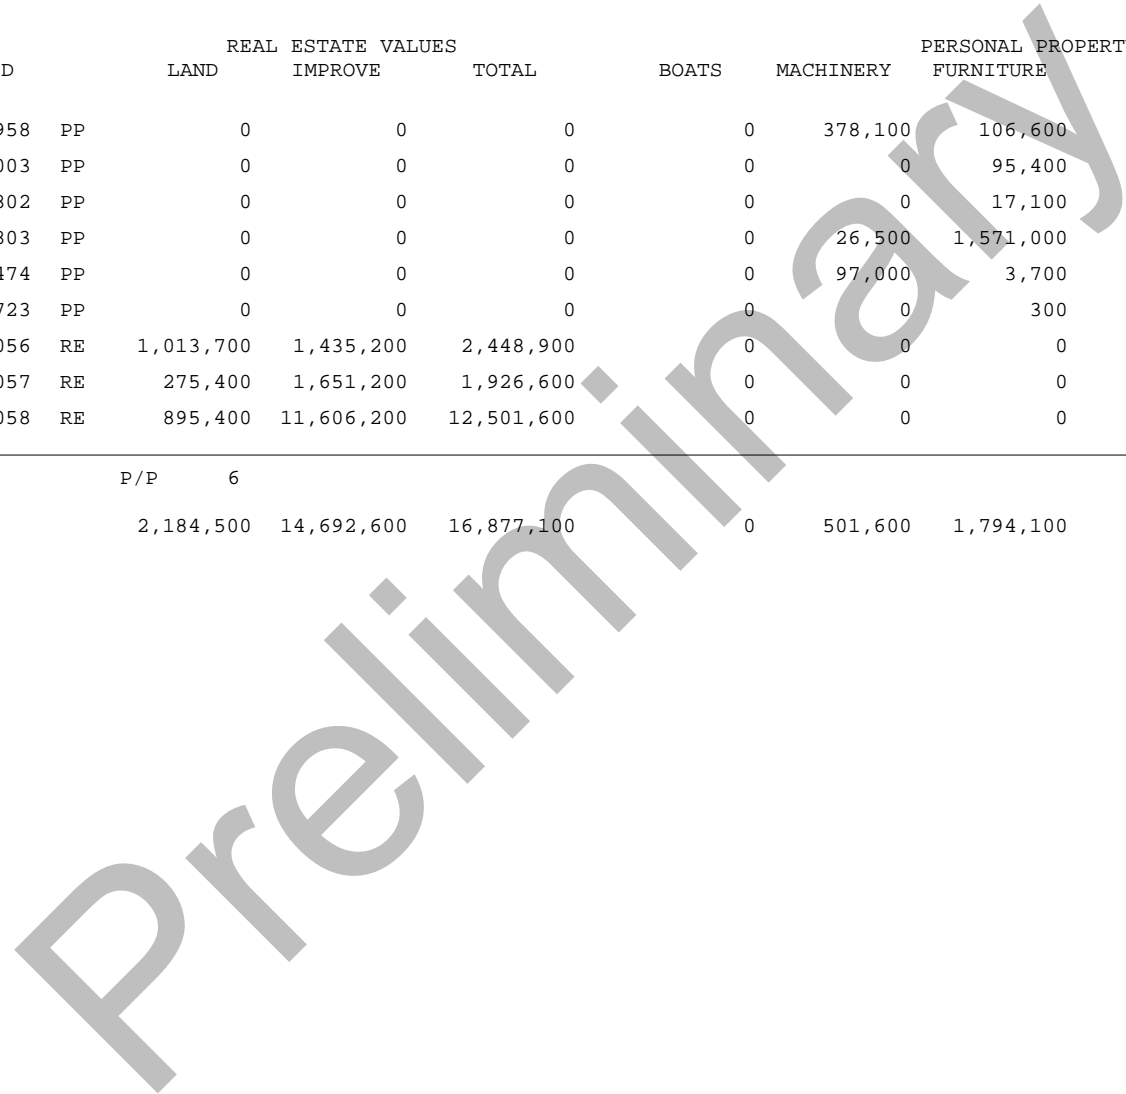 REAL ESTATE VALUES PERSONAL PROPERT
D LAND IMPROVE TOTAL BOATS MACHINERY FURNITURE
958 PP 0 0 0 0 378,100 106,600
003 PP 0 0 0 0 0 95,400
302 PP 0 0 0 0 0 17,100
303 PP 0 0 0 0 26,500 1,571,000
474 PP 0 0 0 0 97,000 3,700
723 PP 0 0 0 0 0 300
056 RE 1,013,700 1,435,200 2,448,900 0 0 0
057 RE 275,400 1,651,200 1,926,600 0 0 0
058 RE 895,400 11,606,200 12,501,600 0 0 0
P/P 6
2,184,500 14,692,600 16,877,100 0 501,600 1,794,100
Preliminary